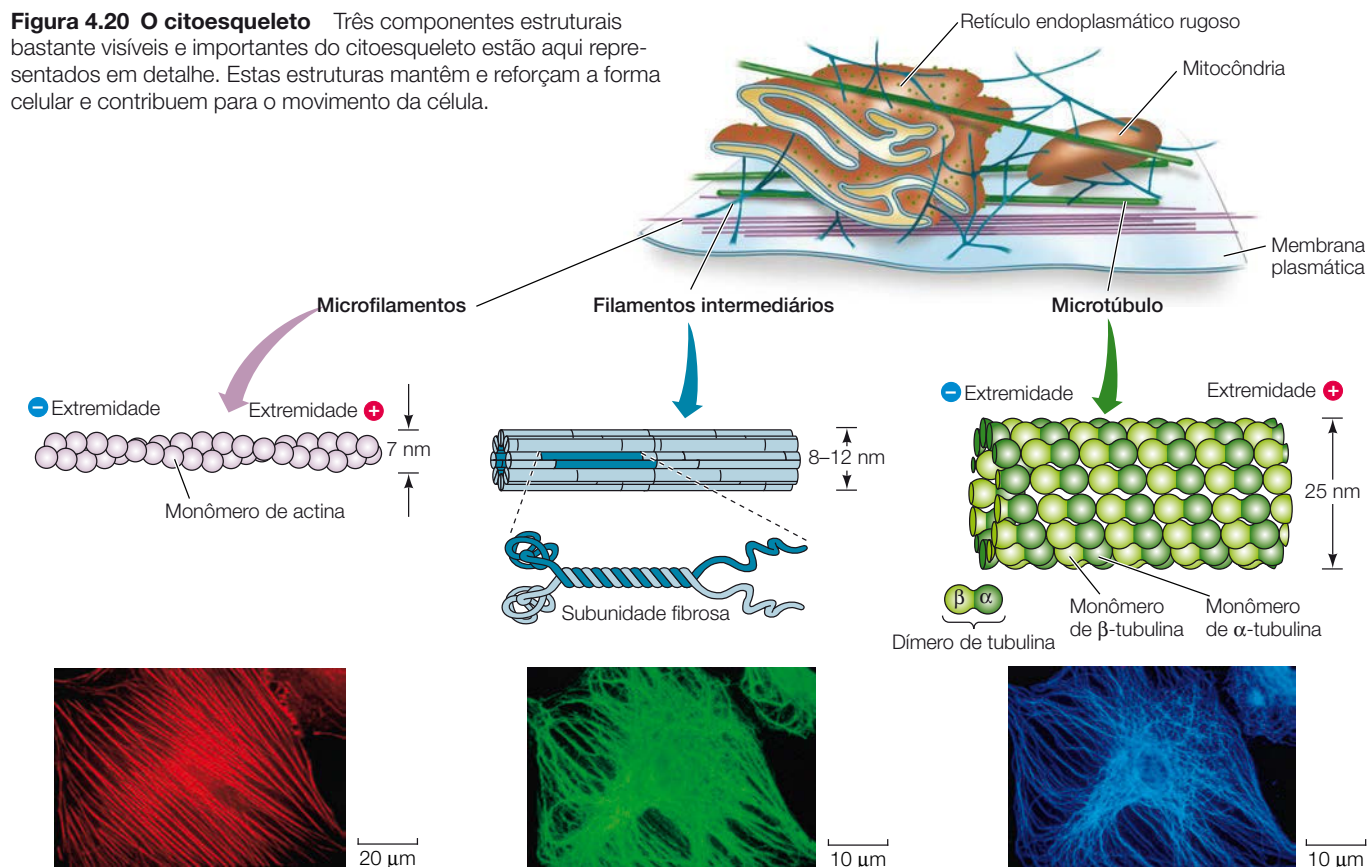 Figura 4.20 O citoesqueleto Três componentes estruturais
bastante visíveis e importantes do citoesqueleto estão aqui repre-
sentados em detalhe. Estas estruturas mantêm e reforçam a forma
celular e contribuem para o movimento da célula.
Retículo endoplasmático rugoso
Mitocôndria
Membrana
plasmática
Microfilamentos
Filamentos intermediários
Microtúbulo
− Extremidade
Extremidade +
7 nm
Monômero de actina
8–12 nm
Subunidade fibrosa
− Extremidade
Extremidade +
25 nm
β α
Dímero de tubulina
Monômero
de β-tubulina
Monômero
de α-tubulina
20 μm
10 μm
10 μm